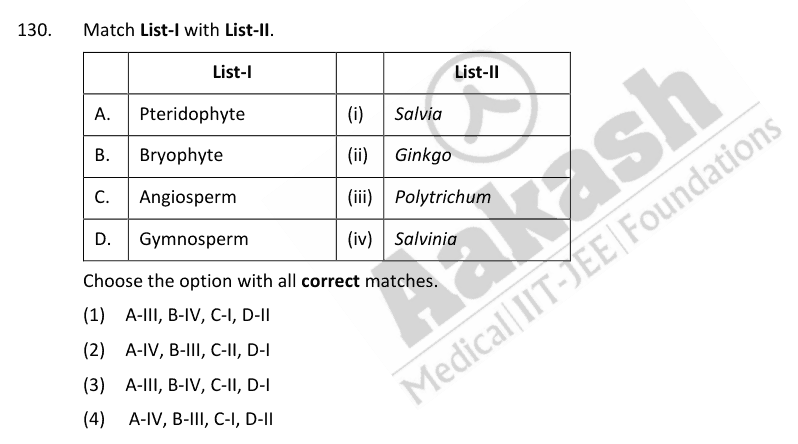 130. Match List-I with List-II.
List-I List-II
A. Pteridophyte (i) Salvia
B. Bryophyte (ii) Ginkgo
C. Angiosperm (iii) Polytrichum
D. Gymnosperm (iv) Salvinia
Choose the option with all correct matches.
(1) A-III, B-IV, C-I, D-II
(2) A-IV, B-III, C-II, D-I
(3) A-III, B-IV, C-II, D-I
(4) A-IV, B-III, C-I, D-II
Aakash
Medical|IIT-JEE|Foundations